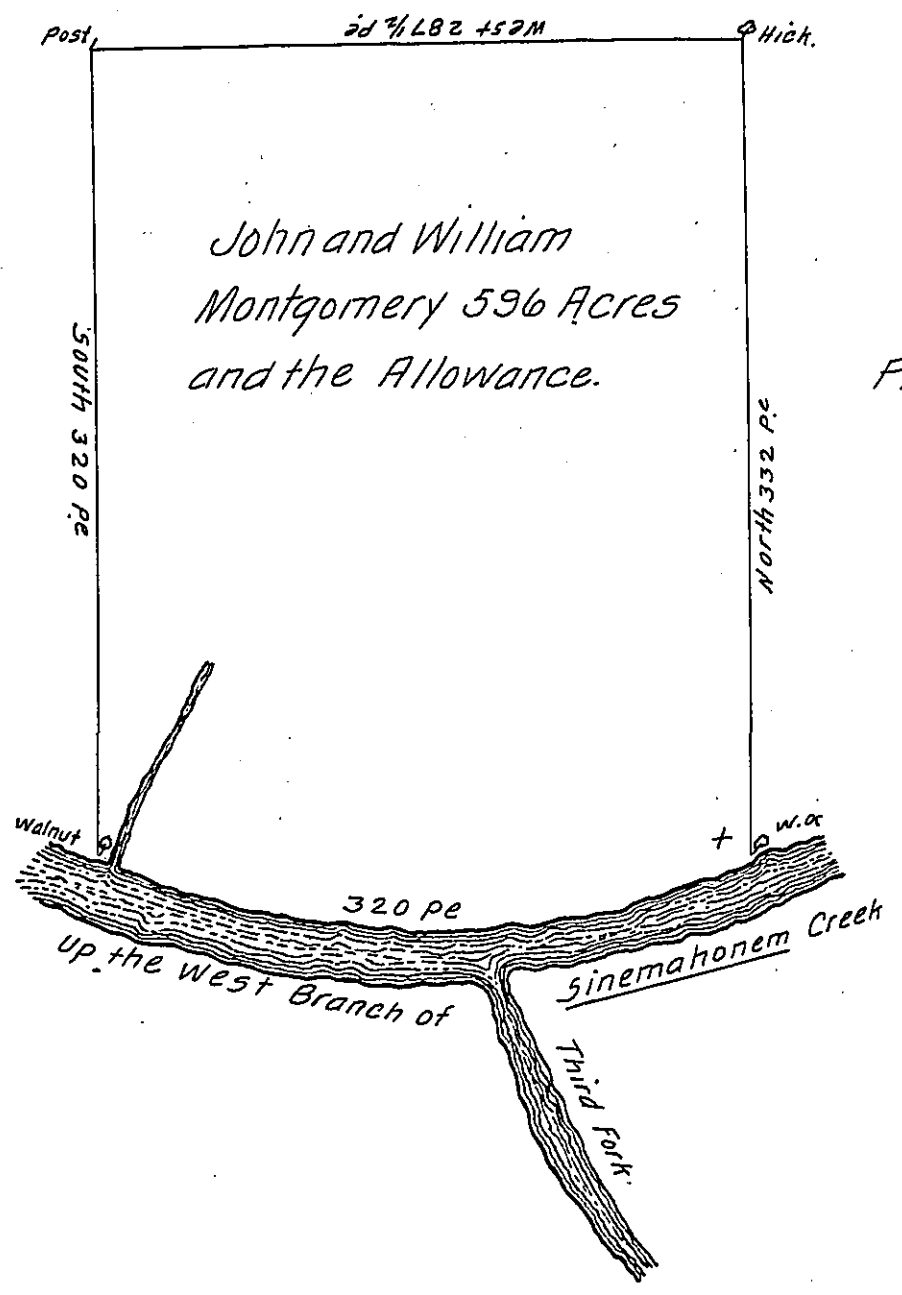 Post,
West 287½ pe
Hick.
John and William
Montgomery 596 Acres
and the Allowance.
South 320 pe
North 332 pe
Walnut
+
w.o
320 pe
up the West Branch of
Sinemahonem Creek
Third Fork